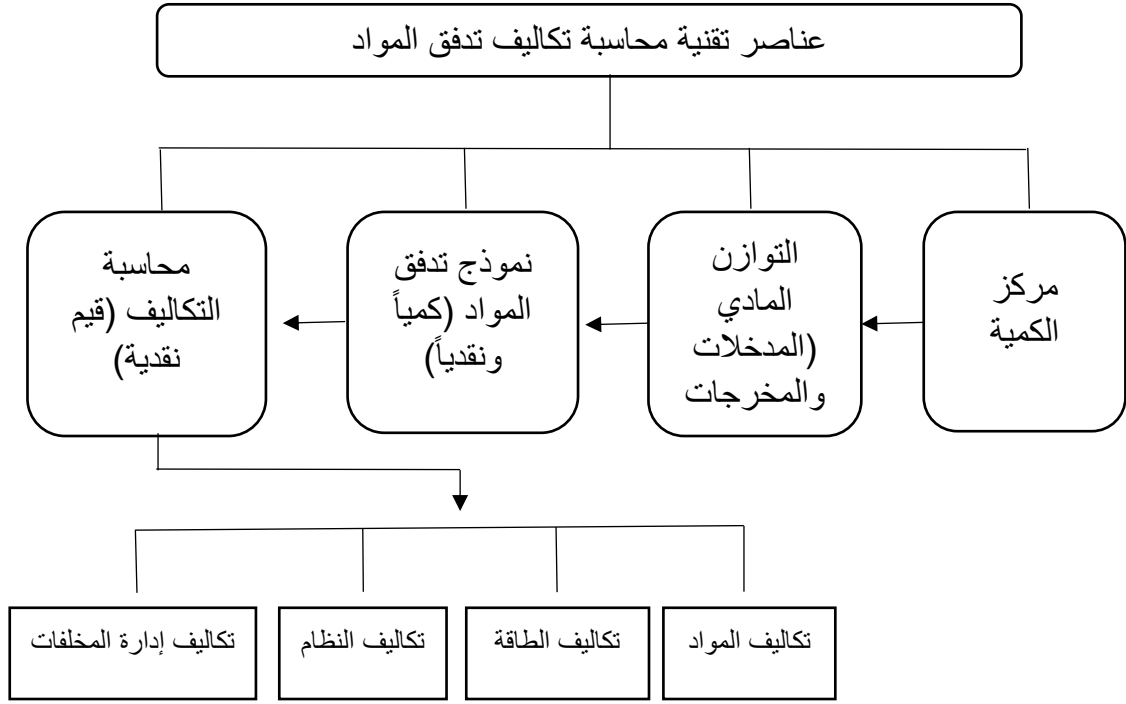 عناصر تقنية محاسبة تكاليف تدفق المواد
مركز
الكمية
التوازن
المادي
(المدخلات
والمخرجات
نموذج تدفق
المواد (كمياً
ونقدياً)
محاسبة
التكاليف (قيم
نقدية)
تكاليف المواد
تكاليف الطاقة
تكاليف النظام
تكاليف إدارة المخلفات